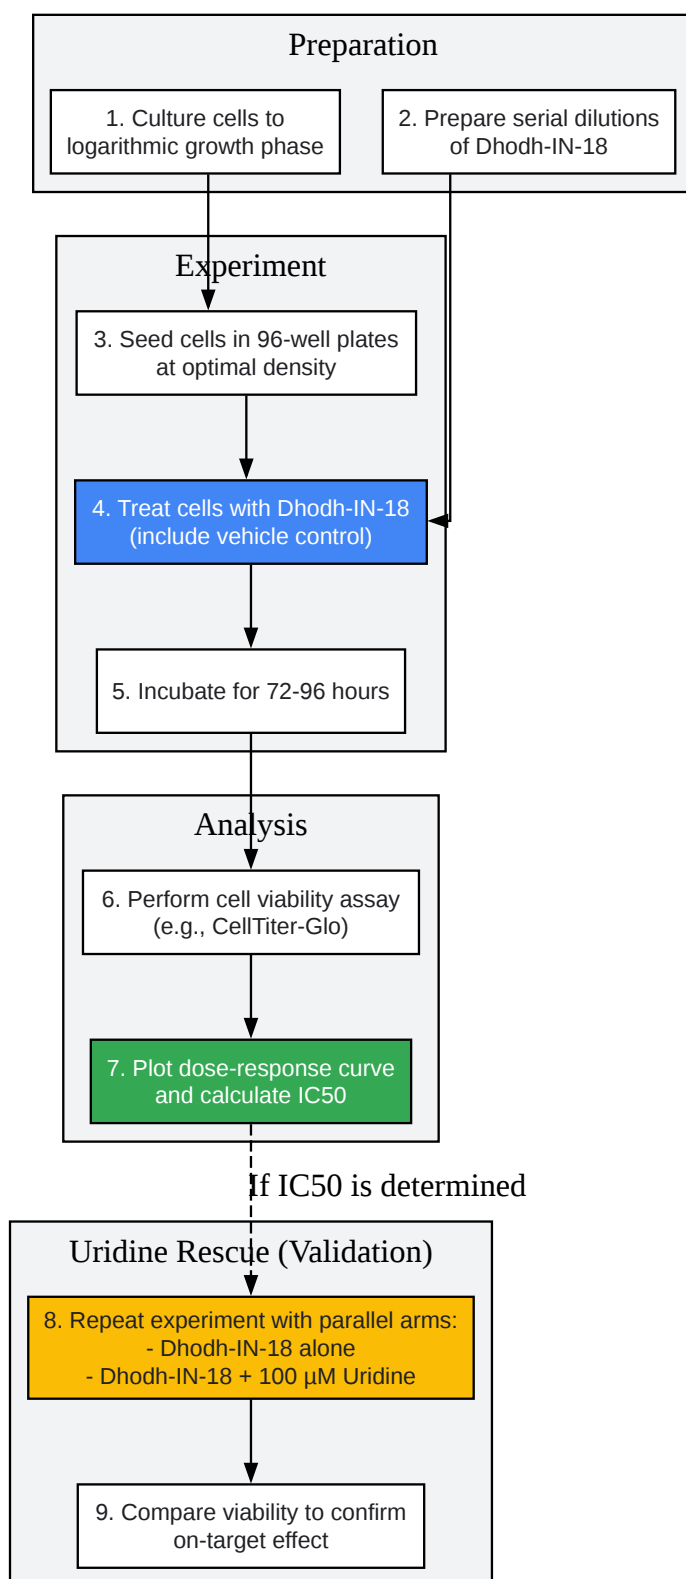 Preparation
1. Culture cells to
logarithmic growth phase
2. Prepare serial dilutions
of Dhodh-IN-18
Experiment
3. Seed cells in 96-well plates
at optimal density
4. Treat cells with Dhodh-IN-18
(include vehicle control)
5. Incubate for 72-96 hours
Analysis
6. Perform cell viability assay
(e.g., CellTiter-Glo)
7. Plot dose-response curve
and calculate IC50
If IC50 is determined
Uridine Rescue (Validation)
8. Repeat experiment with parallel arms:
- Dhodh-IN-18 alone
- Dhodh-IN-18 + 100 µM Uridine
9. Compare viability to confirm
on-target effect